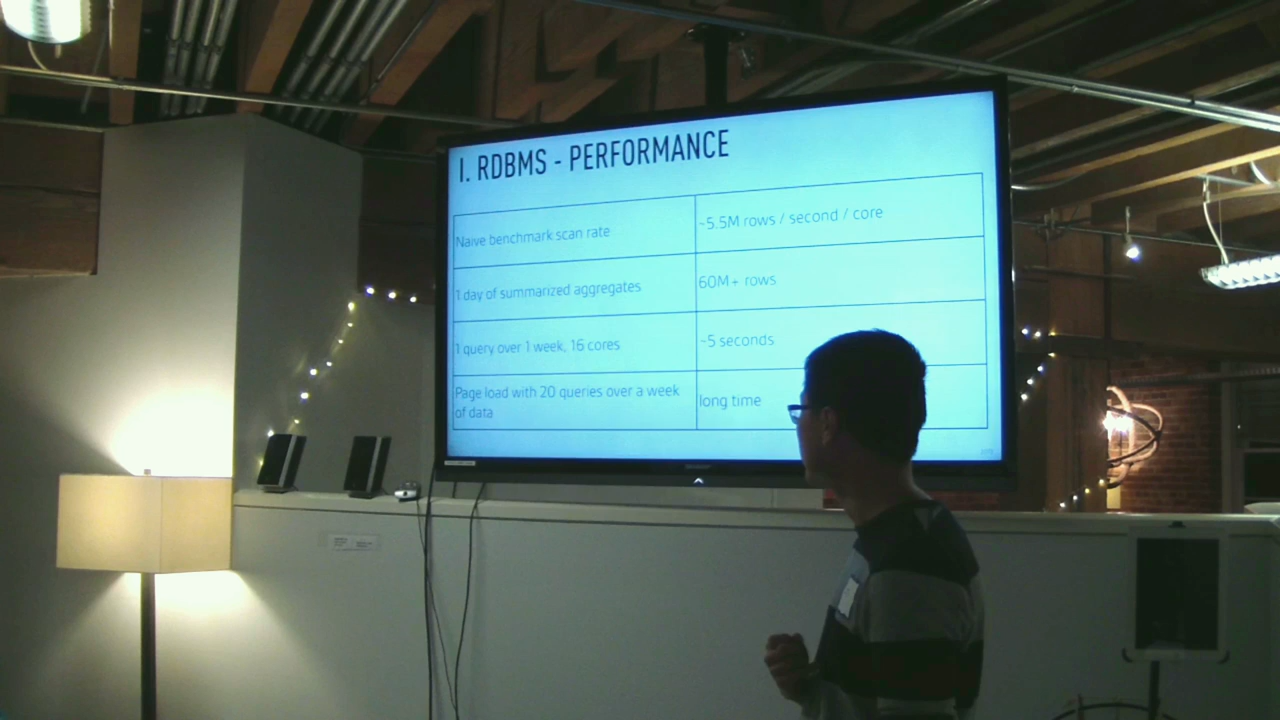 I. RDBMS - PERFORMANCE
Naive benchmark scan rate
~5.5M rows / second / core
1 day of summarized aggregates
60M+ rows
1 query over 1 week, 16 cores
~5 seconds
Page load with 20 queries over a week
of data
long time